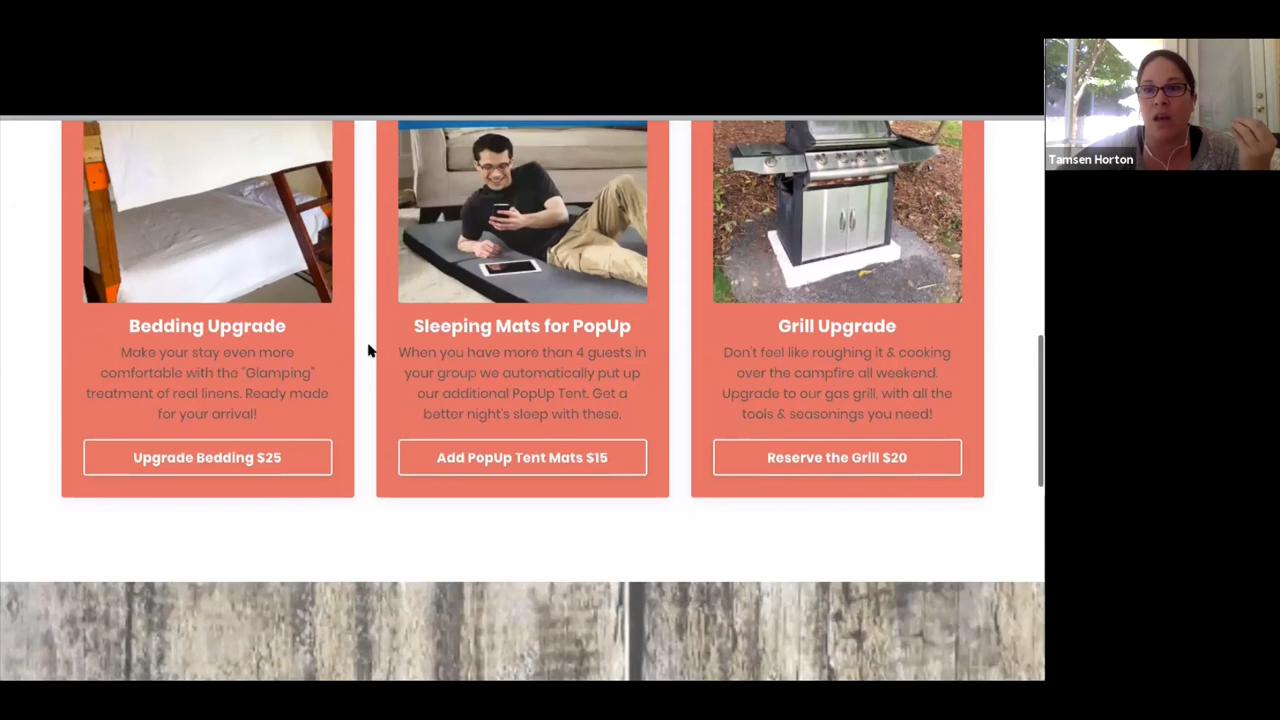 Tamsen Horton
Bedding Upgrade
Make your stay even more
comfortable with the "Glamping"
treatment of real linens. Ready made
for your arrival!
Upgrade Bedding $25
Sleeping Mats for PopUp
When you have more than 4 guests in
your group we automatically put up
our additional PopUp Tent. Get a
better night's sleep with these.
Add PopUp Tent Mats $15
Grill Upgrade
Don't feel like roughing it & cooking
over the campfire all weekend.
Upgrade to our gas grill, with all the
tools & seasonings you need!
Reserve the Grill $20